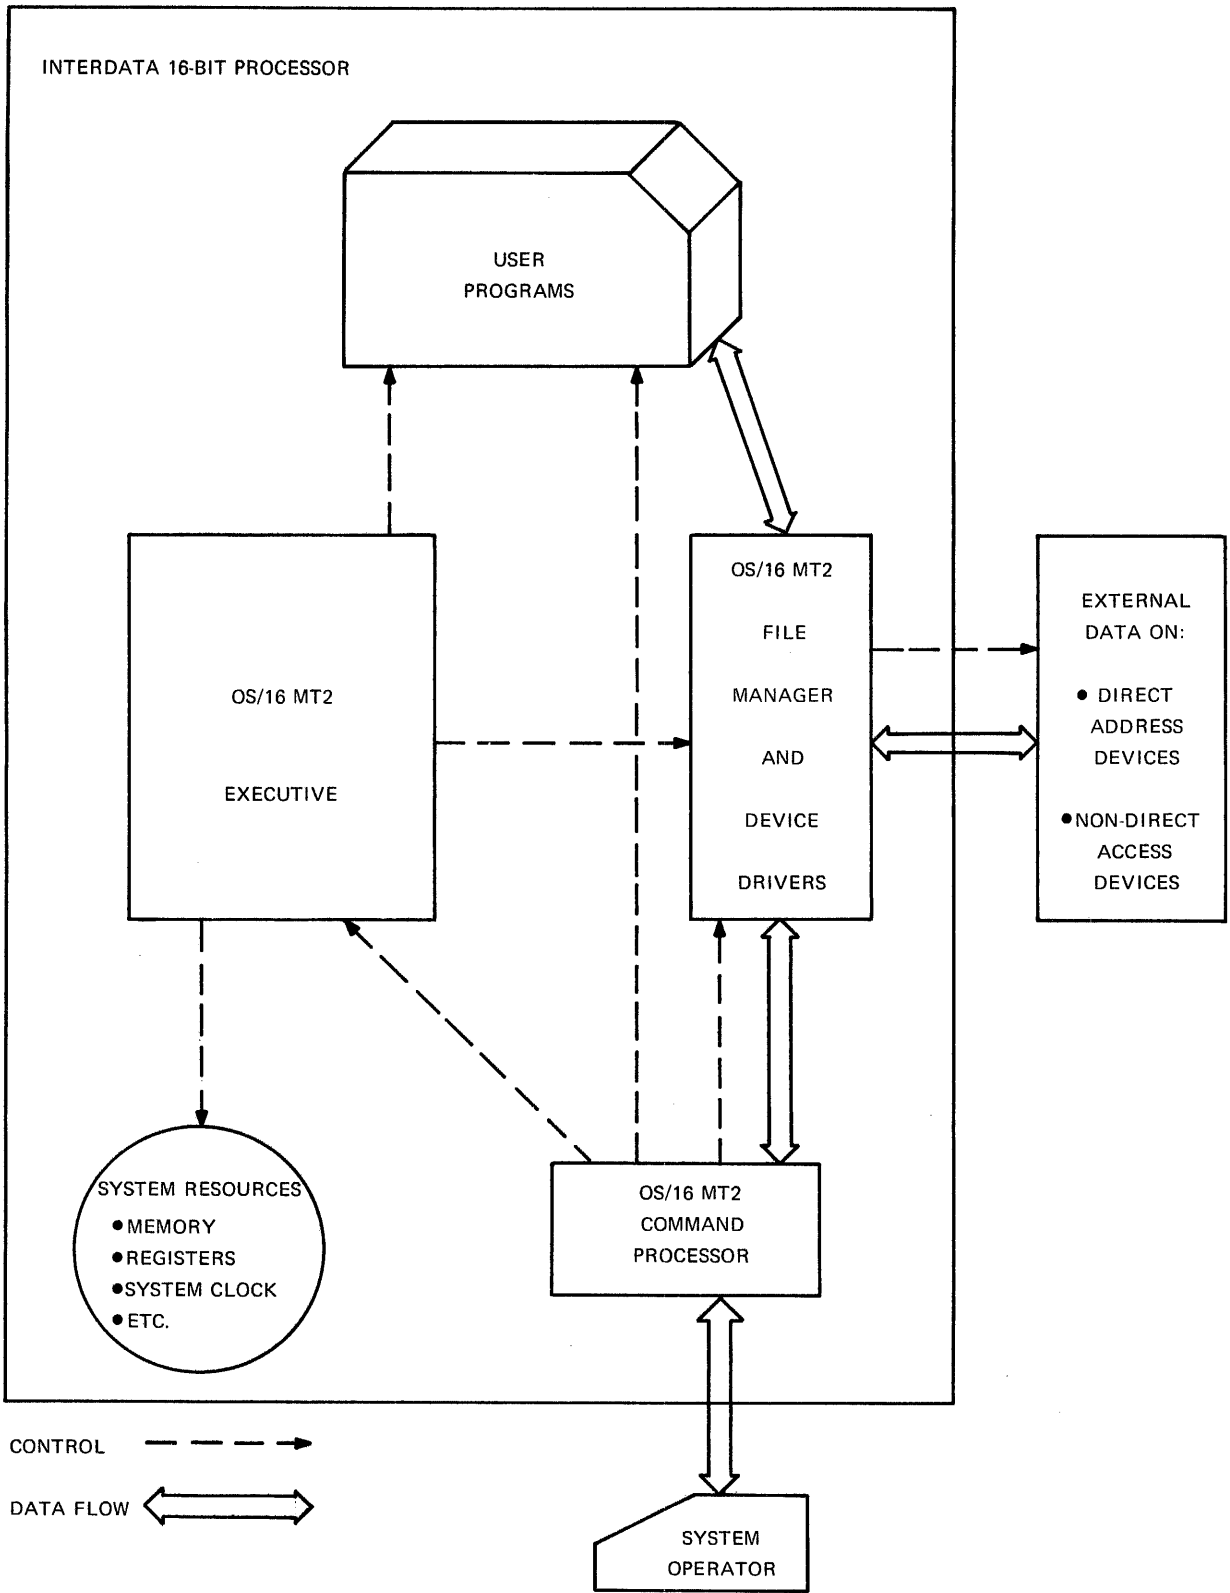 INTERDATA 16-BIT PROCESSOR
USER
PROGRAMS
OS/16 MT2
EXECUTIVE
OS/16 MT2
FILE
MANAGER
AND
DEVICE
DRIVERS
EXTERNAL
DATA ON:
● DIRECT
ADDRESS
DEVICES
● NON-DIRECT
ACCESS
DEVICES
SYSTEM RESOURCES
● MEMORY
● REGISTERS
● SYSTEM CLOCK
● ETC.
OS/16 MT2
COMMAND
PROCESSOR
CONTROL
DATA FLOW
SYSTEM
OPERATOR